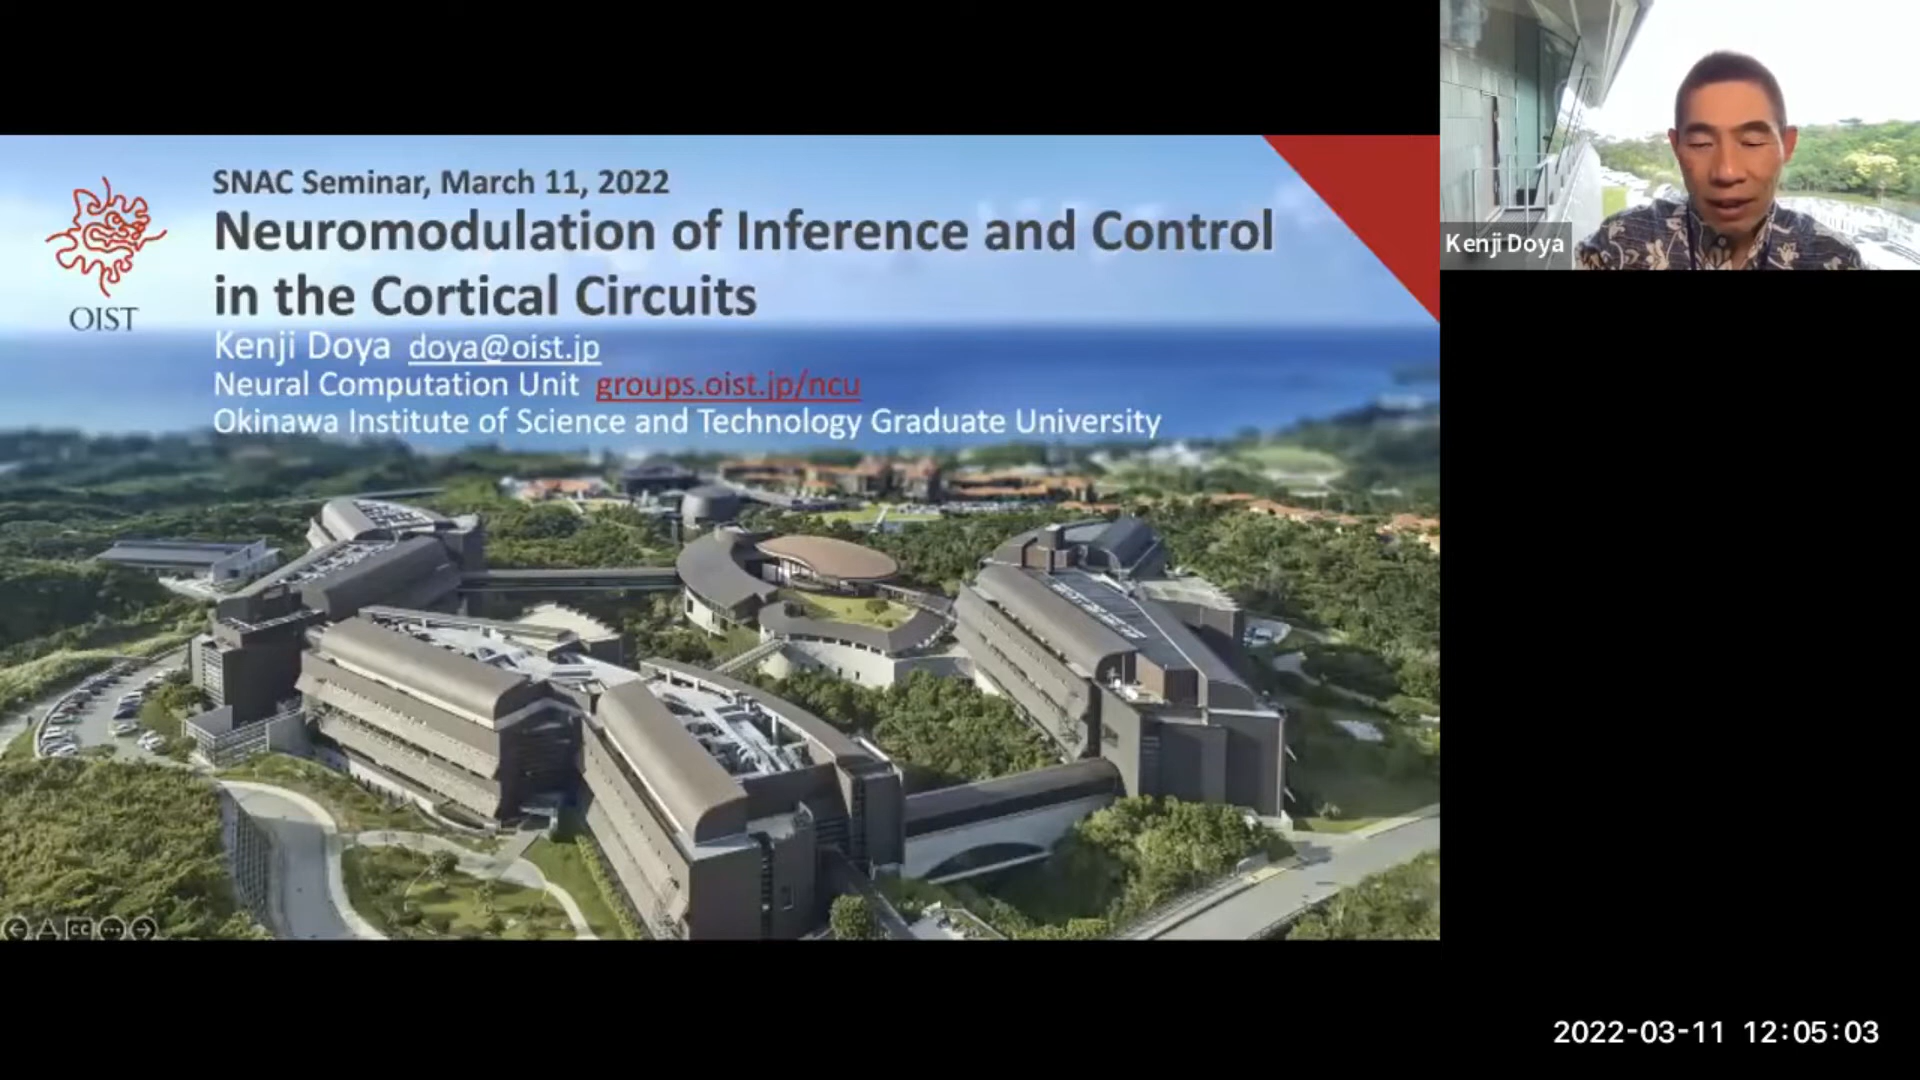 SNAC Seminar, March 11, 2022
Neuromodulation of Inference and Control
in the Cortical Circuits
OIST
Kenji Doya doya@oist.jp
Neural Computation Unit groups.oist.jp/ncu
Okinawa Institute of Science and Technology Graduate University
Kenji Doya
CC
2022-03-11 12:05:03